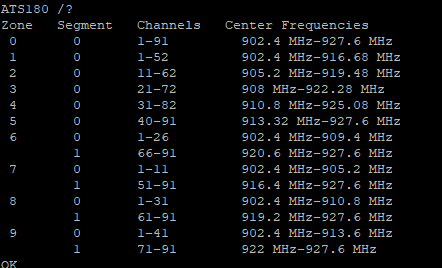 ATS180 /?
Zone Segment Channels Center Frequencies
0 0 1-91 902.4 MHz-927.6 MHz
1 0 1-52 902.4 MHz-916.68 MHz
2 0 11-62 905.2 MHz-919.48 MHz
3 0 21-72 908 MHz-922.28 MHz
4 0 31-82 910.8 MHz-925.08 MHz
5 0 40-91 913.32 MHz-927.6 MHz
6 0 1-26 902.4 MHz-909.4 MHz
1 66-91 920.6 MHz-927.6 MHz
7 0 1-11 902.4 MHz-905.2 MHz
1 51-91 916.4 MHz-927.6 MHz
8 0 1-31 902.4 MHz-910.8 MHz
1 61-91 919.2 MHz-927.6 MHz
9 0 1-41 902.4 MHz-913.6 MHz
1 71-91 922 MHz-927.6 MHz
OK